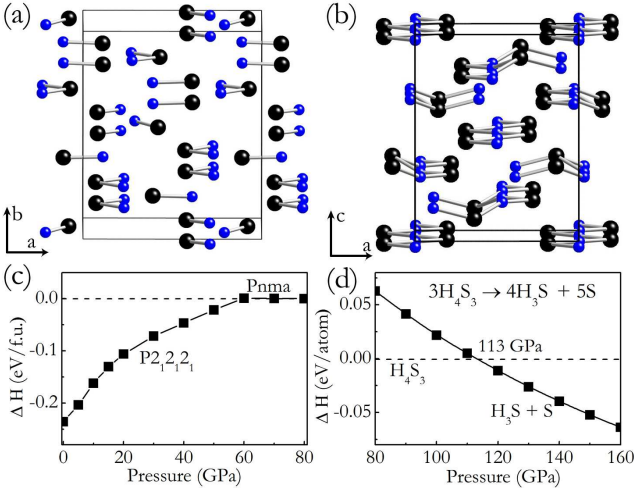 (a)
(b)
b
a
c
a
(c)
(d)
0.0
-0.1
-0.2
Δ H (eV/f.u.)
Pnma
P2₁2₁2₁
0 20 40 60 80
Pressure (GPa)
0.05
0.00
-0.05
Δ H (eV/atom)
3H₄S₃ → 4H₃S + 5S
113 GPa
H₄S₃
H₃S + S
80 100 120 140 160
Pressure (GPa)